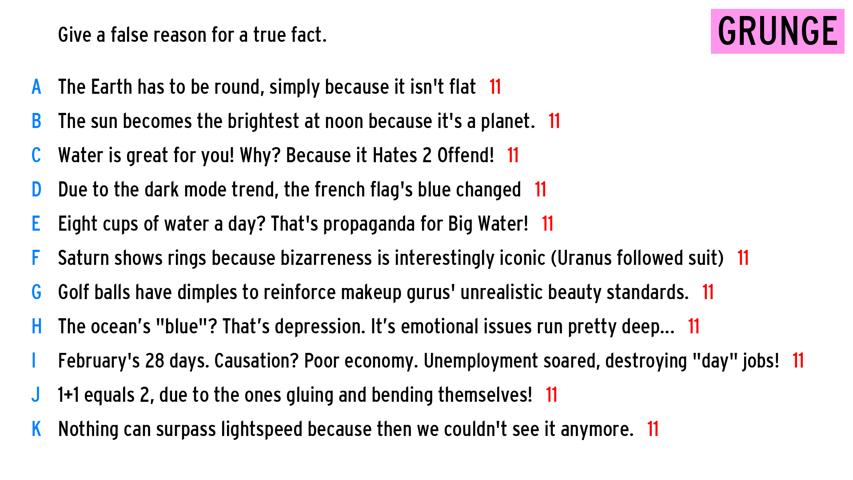 Give a false reason for a true fact.
GRUNGE
A The Earth has to be round, simply because it isn't flat 11
B The sun becomes the brightest at noon because it's a planet. 11
C Water is great for you! Why? Because it Hates 2 Offend! 11
D Due to the dark mode trend, the french flag's blue changed 11
E Eight cups of water a day? That's propaganda for Big Water! 11
F Saturn shows rings because bizarreness is interestingly iconic (Uranus followed suit) 11
G Golf balls have dimples to reinforce makeup gurus' unrealistic beauty standards. 11
H The ocean’s "blue"? That’s depression. It’s emotional issues run pretty deep... 11
I February's 28 days. Causation? Poor economy. Unemployment soared, destroying "day" jobs! 11
J 1+1 equals 2, due to the ones gluing and bending themselves! 11
K Nothing can surpass lightspeed because then we couldn't see it anymore. 11